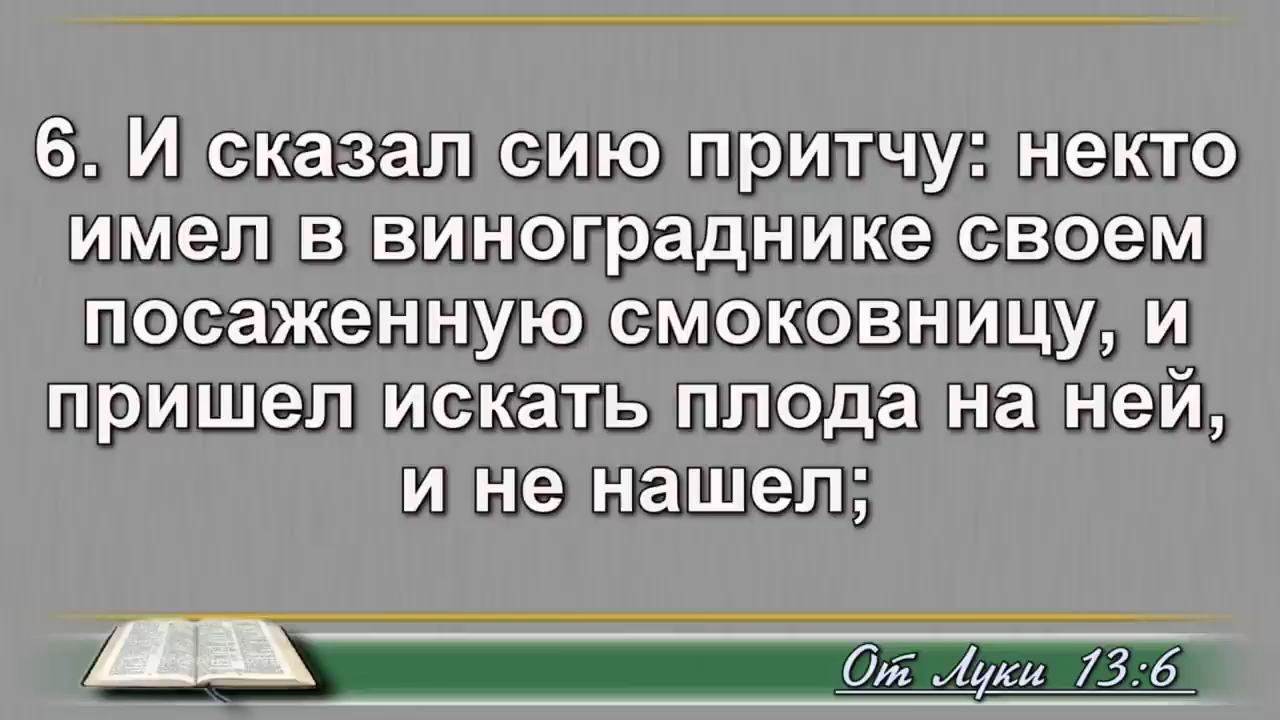 6. И сказал сию притчу: некто
имел в винограднике своем
посаженную смоковницу, и
пришел искать плода на ней,
и не нашел;
От Луки 13:6